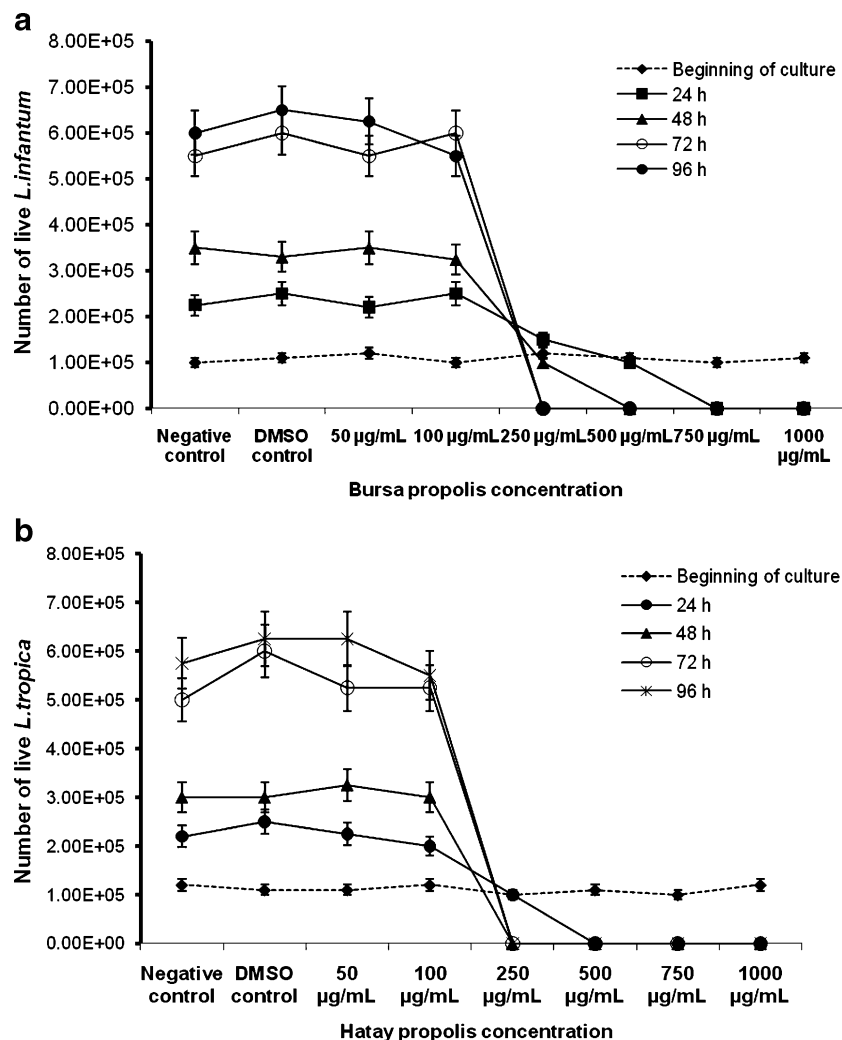 a
8.00E+05
7.00E+05
6.00E+05
5.00E+05
4.00E+05
3.00E+05
2.00E+05
1.00E+05
0.00E+00
Number of live L.infantum
Beginning of culture
24 h
48 h
72 h
96 h
Negative control
DMSO control
50 µg/mL
100 µg/mL
250 µg/mL
500 µg/mL
750 µg/mL
1000 µg/mL
Bursa propolis concentration
b
8.00E+05
7.00E+05
6.00E+05
5.00E+05
4.00E+05
3.00E+05
2.00E+05
1.00E+05
0.00E+00
Number of live L.tropica
Beginning of culture
24 h
48 h
72 h
96 h
Negative control
DMSO control
50 µg/mL
100 µg/mL
250 µg/mL
500 µg/mL
750 µg/mL
1000 µg/mL
Hatay propolis concentration